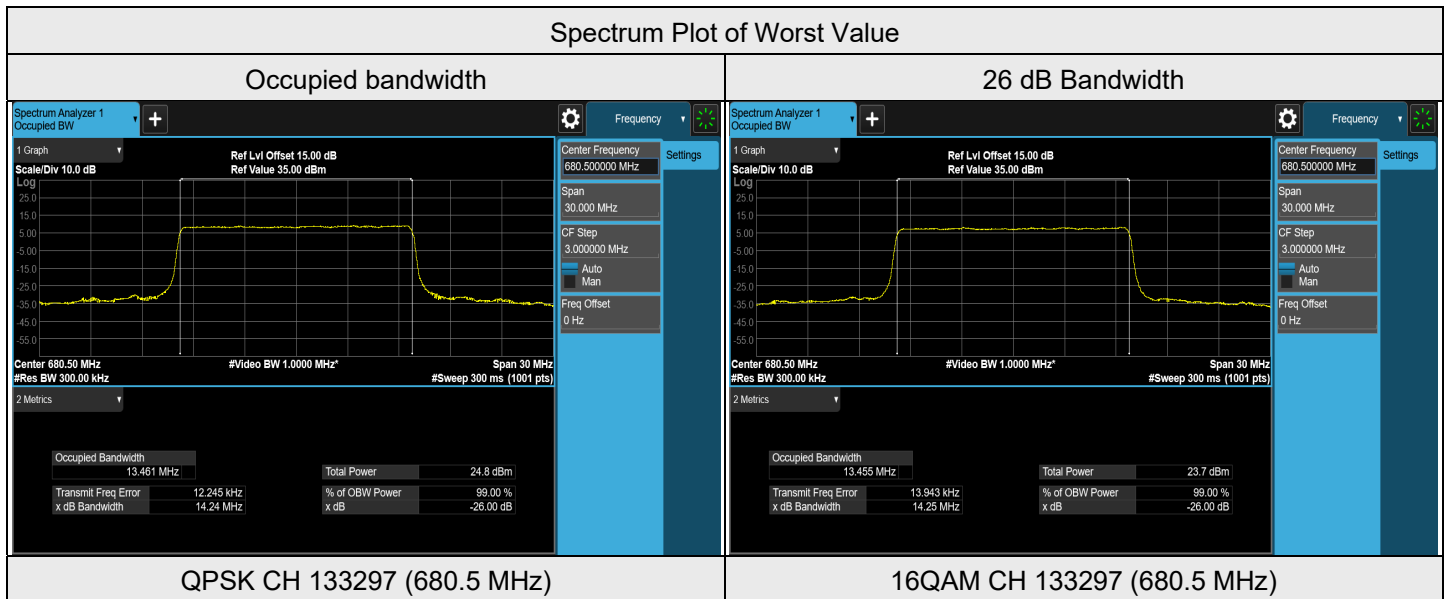 Spectrum Plot of Worst Value
Occupied bandwidth
26 dB Bandwidth
Spectrum Analyzer 1
Occupied BW
Frequency
1 Graph
Ref Lvl Offset 15.00 dB
Scale/Div 10.0 dB
Ref Value 35.00 dBm
Log
25.0
15.0
5.00
-5.00
-15.0
-25.0
-35.0
-45.0
-55.0
Center 680.50 MHz
#Video BW 1.0000 MHz*
Span 30 MHz
#Res BW 300.00 kHz
#Sweep 300 ms (1001 pts)
Center Frequency
680.500000 MHz
Settings
Span
30.000 MHz
CF Step
3.000000 MHz
Auto
Man
Freq Offset
0 Hz
2 Metrics
Occupied Bandwidth
13.461 MHz
Total Power 24.8 dBm
Transmit Freq Error 12.245 kHz % of OBW Power 99.00 %
x dB Bandwidth 14.24 MHz x dB -26.00 dB
Spectrum Analyzer 1
Occupied BW
Frequency
1 Graph
Ref Lvl Offset 15.00 dB
Scale/Div 10.0 dB
Ref Value 35.00 dBm
Log
25.0
15.0
5.00
-5.00
-15.0
-25.0
-35.0
-45.0
-55.0
Center 680.50 MHz
#Video BW 1.0000 MHz*
Span 30 MHz
#Res BW 300.00 kHz
#Sweep 300 ms (1001 pts)
Center Frequency
680.500000 MHz
Settings
Span
30.000 MHz
CF Step
3.000000 MHz
Auto
Man
Freq Offset
0 Hz
2 Metrics
Occupied Bandwidth
13.455 MHz
Total Power 23.7 dBm
Transmit Freq Error 13.943 kHz % of OBW Power 99.00 %
x dB Bandwidth 14.25 MHz x dB -26.00 dB
QPSK CH 133297 (680.5 MHz)
16QAM CH 133297 (680.5 MHz)